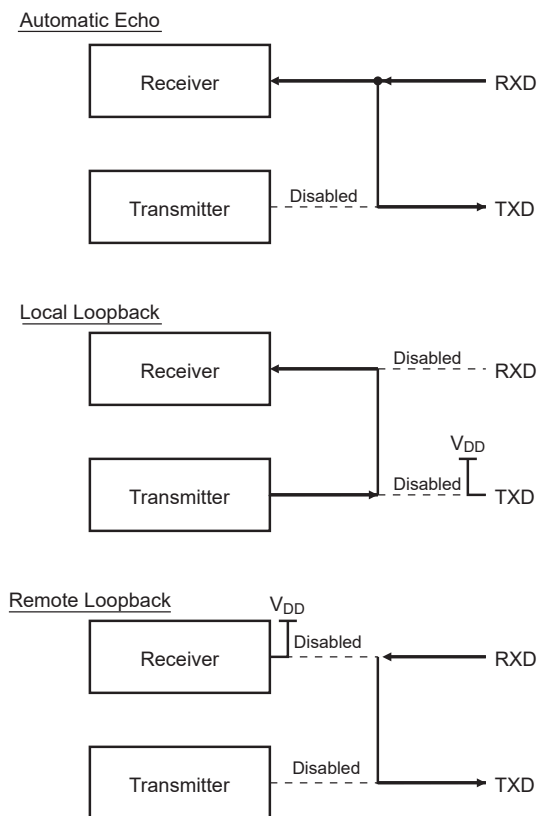 Automatic Echo
Receiver
RXD
Transmitter
Disabled
TXD
Local Loopback
Receiver
Disabled
RXD
VDD
Transmitter
Disabled
TXD
Remote Loopback
VDD
Receiver
Disabled
RXD
Transmitter
Disabled
TXD